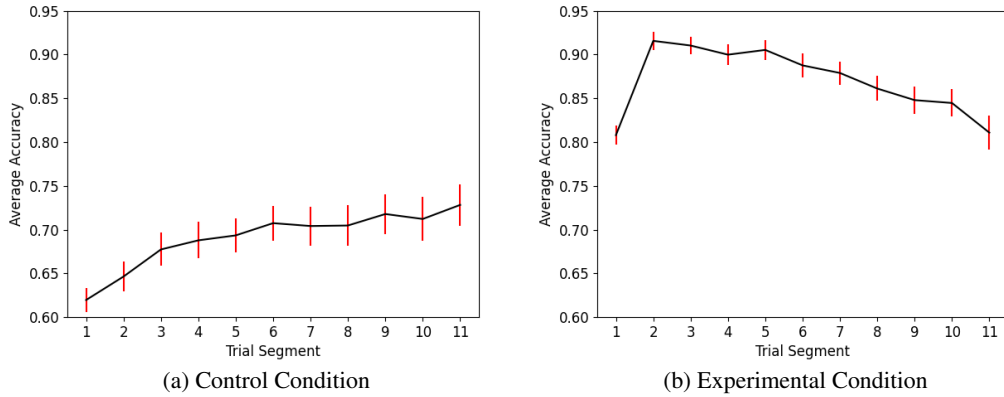 0.95
0.90
0.85
0.80
0.75
0.70
0.65
0.60
Average Accuracy
1 2 3 4 5 6 7 8 9 10 11
Trial Segment
(a) Control Condition
0.95
0.90
0.85
0.80
0.75
0.70
0.65
0.60
Average Accuracy
1 2 3 4 5 6 7 8 9 10 11
Trial Segment
(b) Experimental Condition